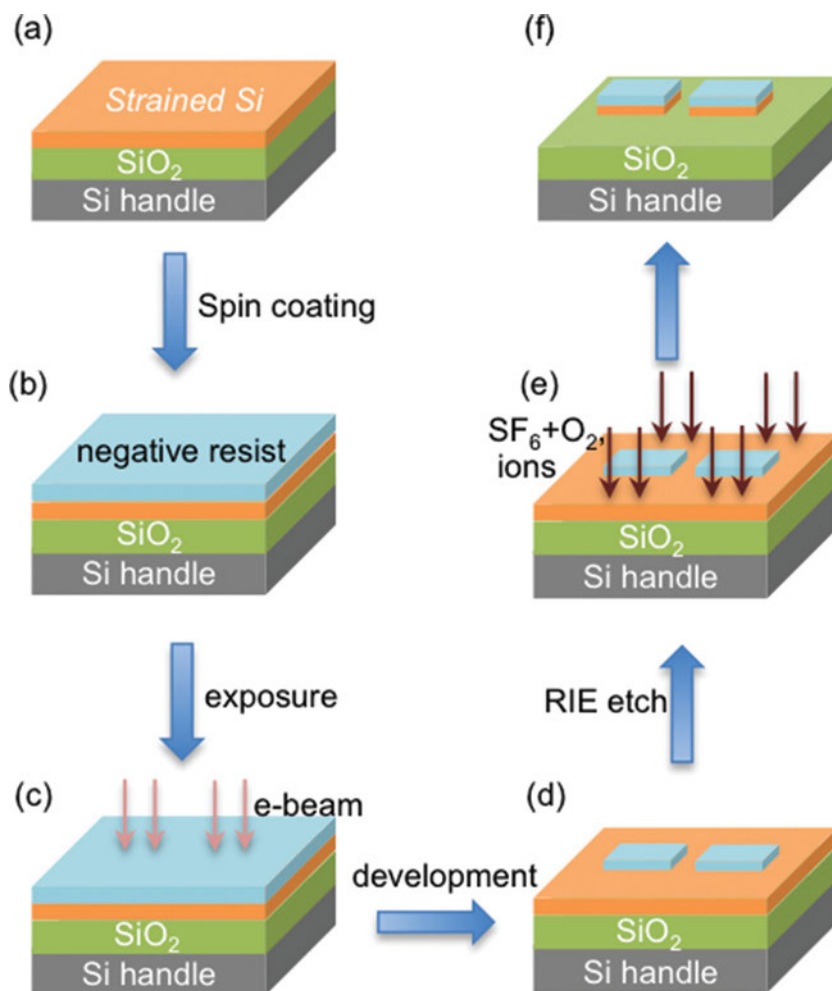 (a)
Strained Si
SiO₂
Si handle
Spin coating
(b)
negative resist
SiO₂
Si handle
exposure
(c)
e-beam
SiO₂
Si handle
development
(d)
SiO₂
Si handle
RIE etch
(e)
SF₆+O₂,
ions
SiO₂
Si handle
(f)
SiO₂
Si handle